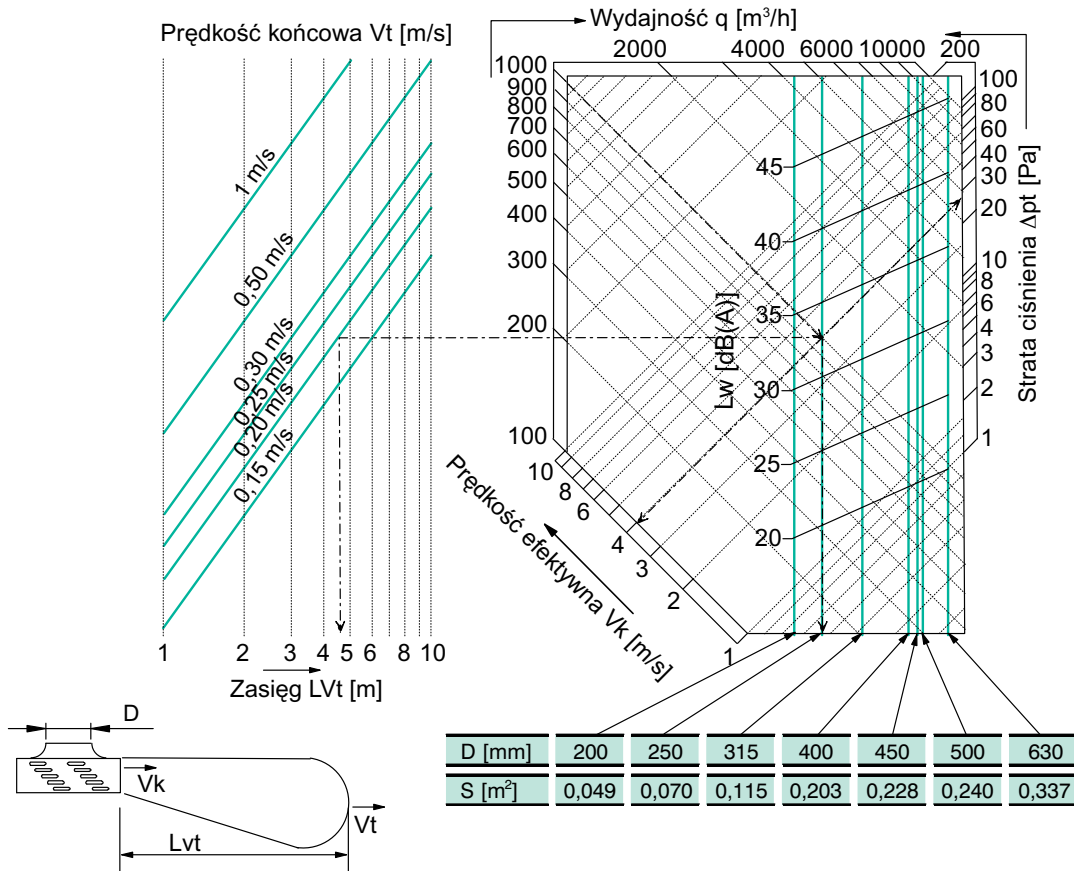 Prędkość końcowa Vt [m/s]
1 m/s
0,50 m/s
0,30 m/s
0,25 m/s
0,20 m/s
0,15 m/s
1 2 3 4 5 6 8 10
Zasięg LVt [m]
Wydajność q [m³/h]
2000 4000 6000 10000 200
1000
900
800
700
600
500
400
300
200
100
100
80
60
40
30
20
10
8
6
4
3
2
1
Strata ciśnienia Δpt [Pa]
Lw [dB(A)]
45
40
35
30
25
20
10
8
6
4
3
2
1
Prędkość efektywna Vk [m/s]
D
Vk
Vt
Lvt
D [mm] 200 250 315 400 450 500 630
S [m²] 0,049 0,070 0,115 0,203 0,228 0,240 0,337